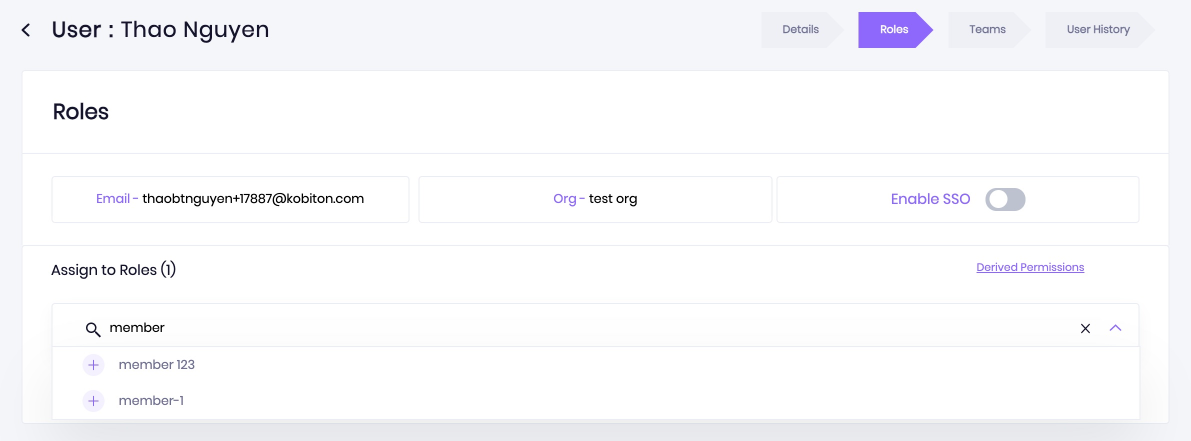 User : Thao Nguyen
Details
Roles
Teams
User History
Roles
Email - thaobtnguyen+17887@kobiton.com
Org - test org
Enable SSO
Assign to Roles (1)
Derived Permissions
member
member 123
member-1